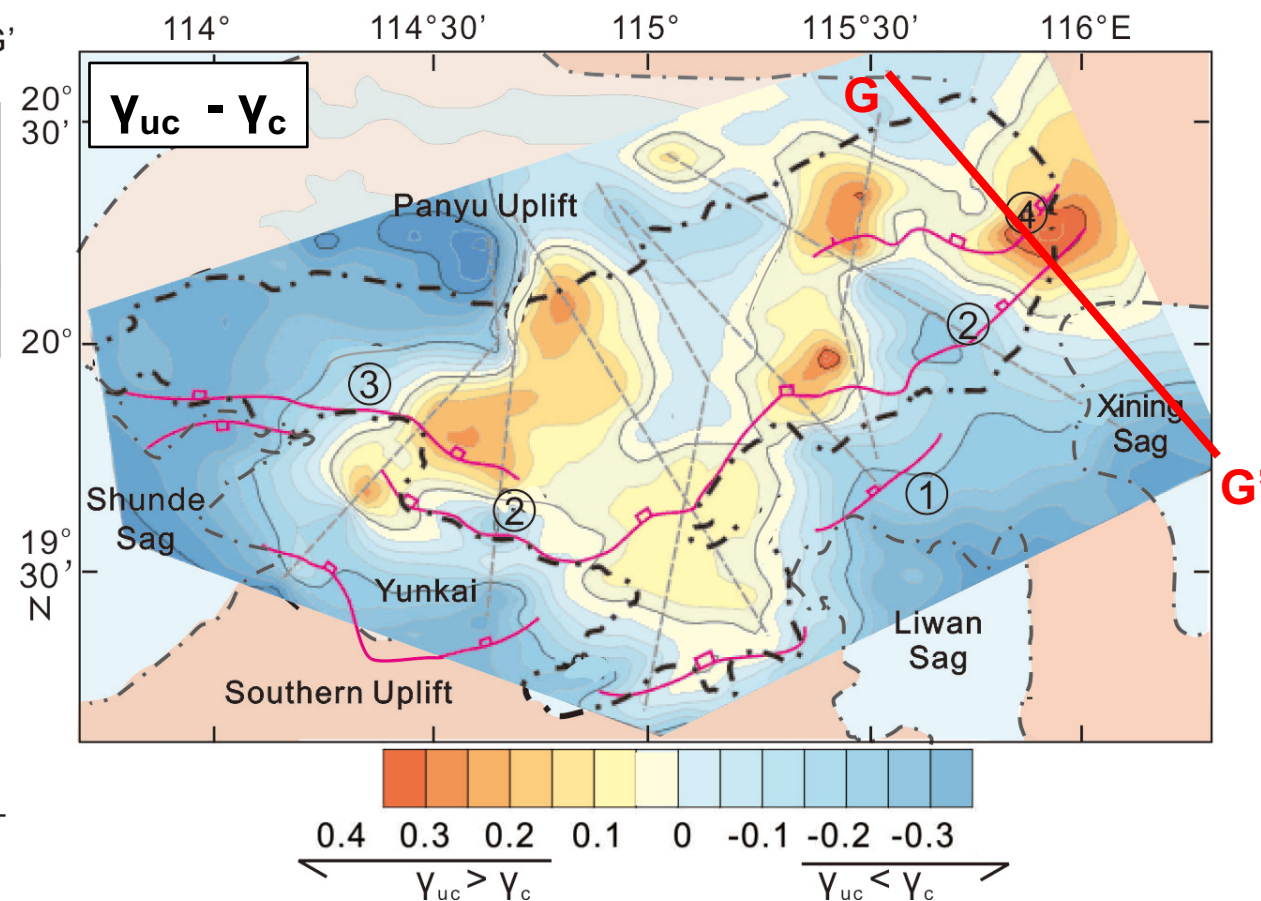 114° 114°30’ 115° 115°30’ 116°E
G’
20°
30’
γuc - γc
G
Panyu Uplift
④
20°
②
③
Xining
Sag
G’
Shunde
Sag
②
①
19°
30’
N
Yunkai
Liwan
Sag
Southern Uplift
0.4 0.3 0.2 0.1 0 -0.1 -0.2 -0.3
γuc > γc γuc < γc